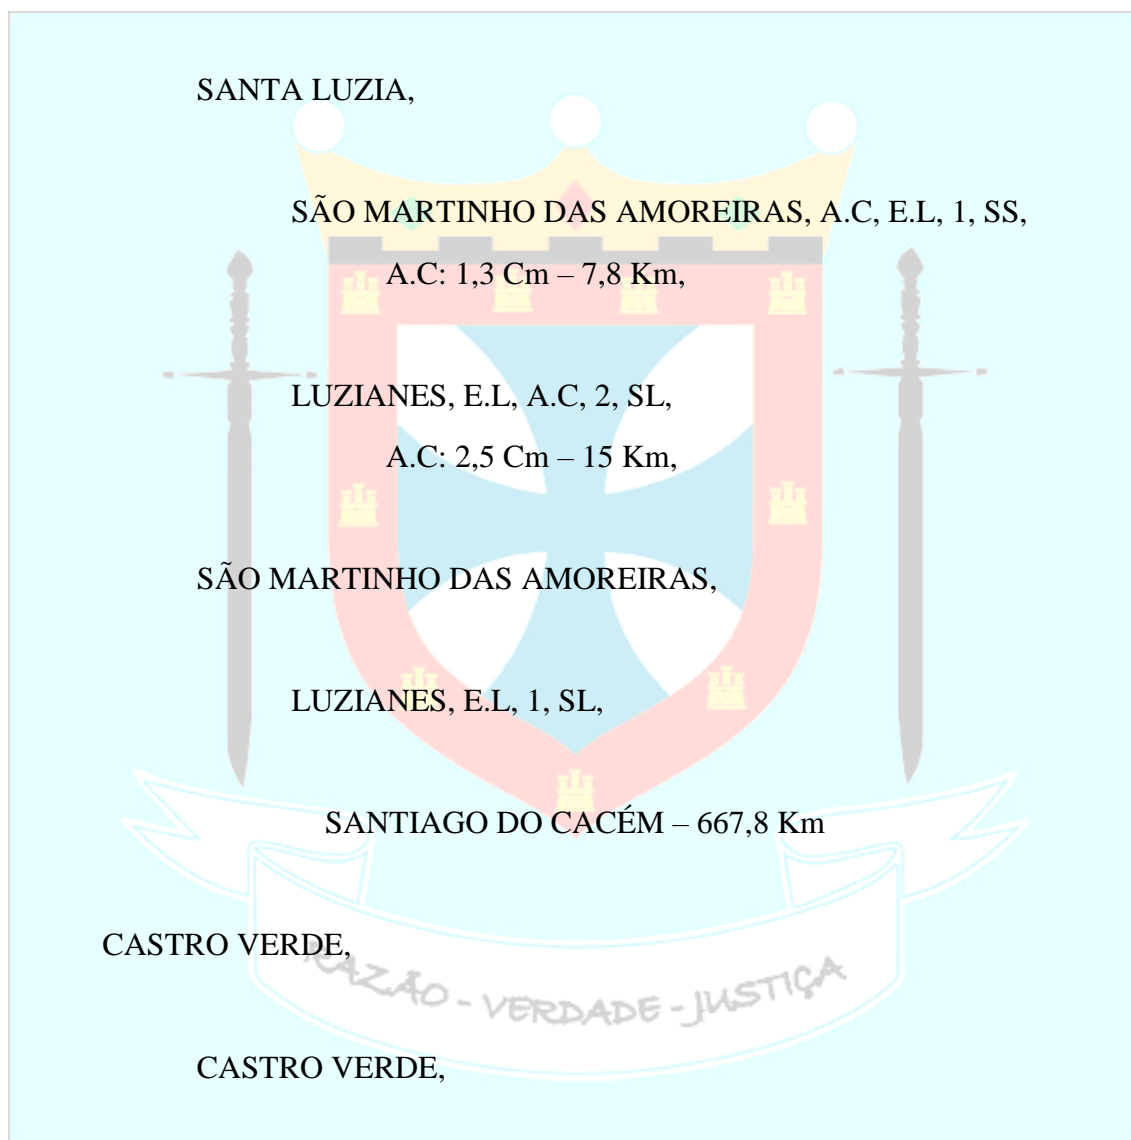 SANTA LUZIA,
SÃO MARTINHO DAS AMOREIRAS, A.C, E.L, 1, SS,
A.C: 1,3 Cm – 7,8 Km,
LUZIANES, E.L, A.C, 2, SL,
A.C: 2,5 Cm – 15 Km,
SÃO MARTINHO DAS AMOREIRAS,
LUZIANES, E.L, 1, SL,
SANTIAGO DO CACÉM – 667,8 Km
CASTRO VERDE,
RAZÃO - VERDADE - JUSTIÇA
CASTRO VERDE,